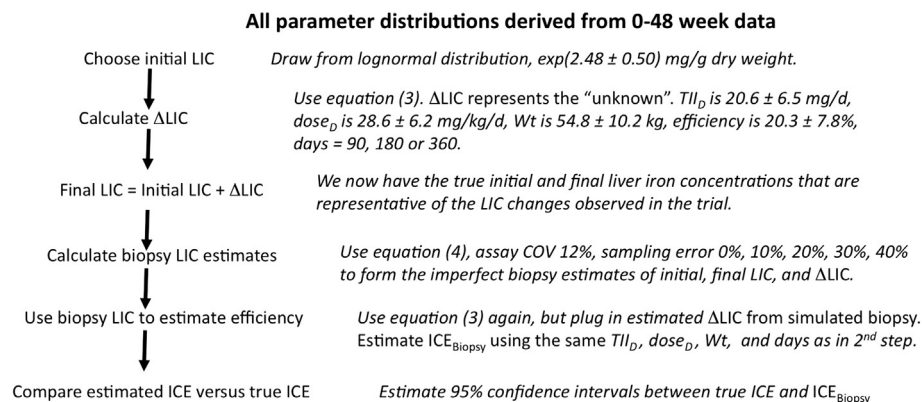 All parameter distributions derived from 0-48 week data
Choose initial LIC
Draw from lognormal distribution, exp(2.48 ± 0.50) mg/g dry weight.
Calculate ΔLIC
Use equation (3). ΔLIC represents the “unknown”. TIID is 20.6 ± 6.5 mg/d,
doseD is 28.6 ± 6.2 mg/kg/d, Wt is 54.8 ± 10.2 kg, efficiency is 20.3 ± 7.8%,
days = 90, 180 or 360.
Final LIC = Initial LIC + ΔLIC
We now have the true initial and final liver iron concentrations that are
representative of the LIC changes observed in the trial.
Calculate biopsy LIC estimates
Use equation (4), assay COV 12%, sampling error 0%, 10%, 20%, 30%, 40%
to form the imperfect biopsy estimates of initial, final LIC, and ΔLIC.
Use biopsy LIC to estimate efficiency
Use equation (3) again, but plug in estimated ΔLIC from simulated biopsy.
Estimate ICEBiopsy using the same TIID, doseD, Wt, and days as in 2nd step.
Compare estimated ICE versus true ICE
Estimate 95% confidence intervals between true ICE and ICEBiopsy